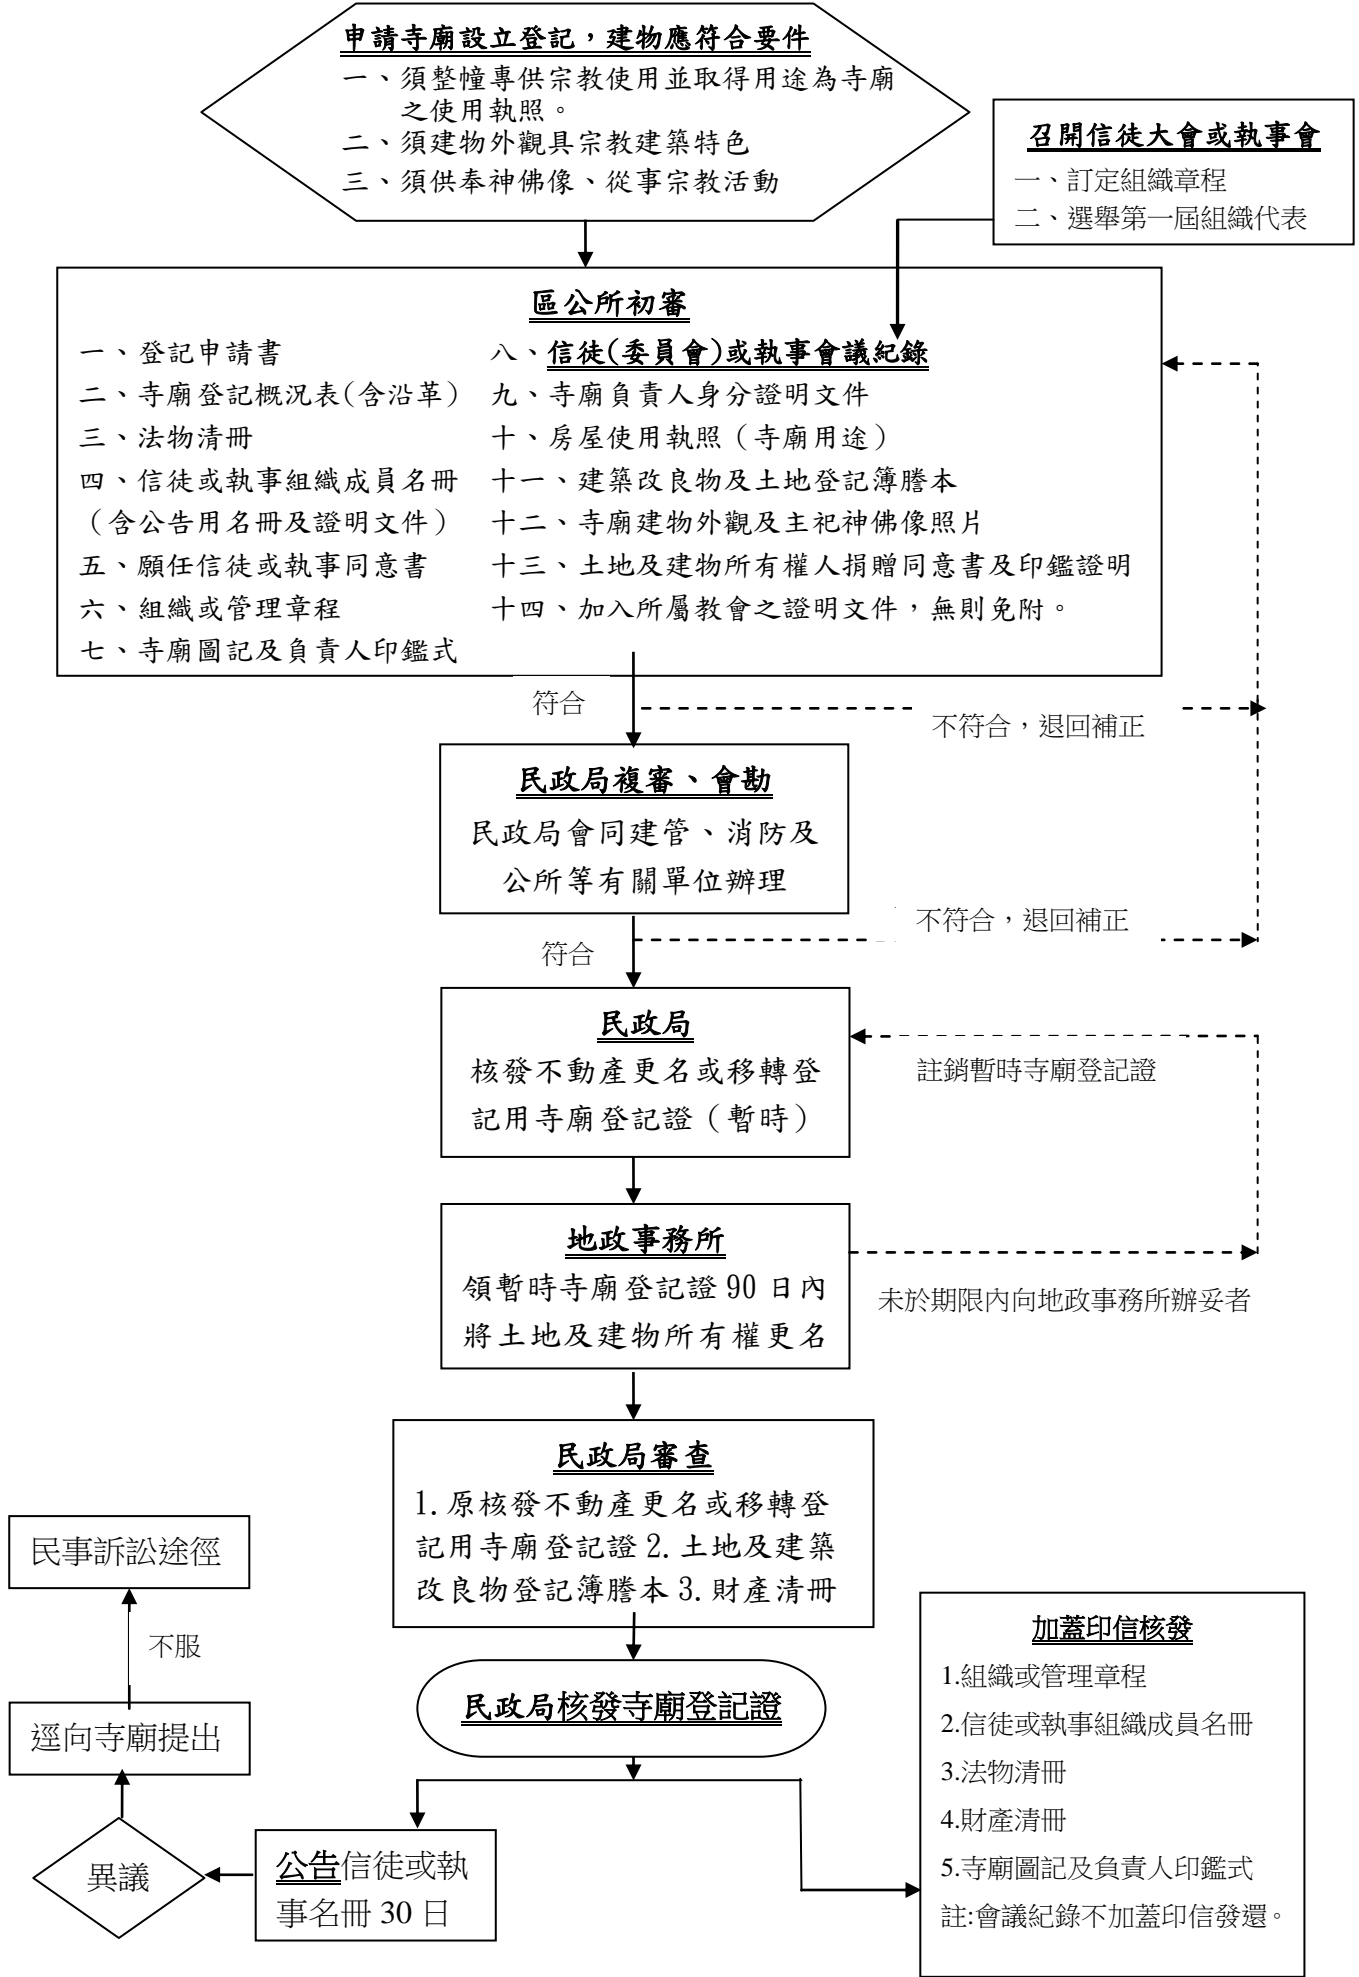 申請寺廟設立登記，建物應符合要件
一、須整幢專供宗教使用並取得用途為寺廟
之使用執照。
二、須建物外觀具宗教建築特色
三、須供奉神佛像、從事宗教活動
召開信徒大會或執事會
一、訂定組織章程
二、選舉第一屆組織代表
區公所初審
一、登記申請書
二、寺廟登記概況表(含沿革)
三、法物清冊
四、信徒或執事組織成員名冊
（含公告用名冊及證明文件）
五、願任信徒或執事同意書
六、組織或管理章程
七、寺廟圖記及負責人印鑑式
八、信徒(委員會)或執事會議紀錄
九、寺廟負責人身分證明文件
十、房屋使用執照（寺廟用途）
十一、建築改良物及土地登記簿謄本
十二、寺廟建物外觀及主祀神佛像照片
十三、土地及建物所有權人捐贈同意書及印鑑證明
十四、加入所屬教會之證明文件，無則免附。
符合
不符合，退回補正
民政局複審、會勘
民政局會同建管、消防及
公所等有關單位辦理
不符合，退回補正
符合
民政局
核發不動產更名或移轉登
記用寺廟登記證（暫時）
註銷暫時寺廟登記證
地政事務所
領暫時寺廟登記證 90 日內
將土地及建物所有權更名
未於期限內向地政事務所辦妥者
民政局審查
1. 原核發不動產更名或移轉登
記用寺廟登記證 2. 土地及建築
改良物登記簿謄本 3. 財產清冊
民政局核發寺廟登記證
民事訴訟途徑
不服
逕向寺廟提出
異議
公告信徒或執
事名冊 30 日
加蓋印信核發
1.組織或管理章程
2.信徒或執事組織成員名冊
3.法物清冊
4.財產清冊
5.寺廟圖記及負責人印鑑式
註:會議紀錄不加蓋印信發還。